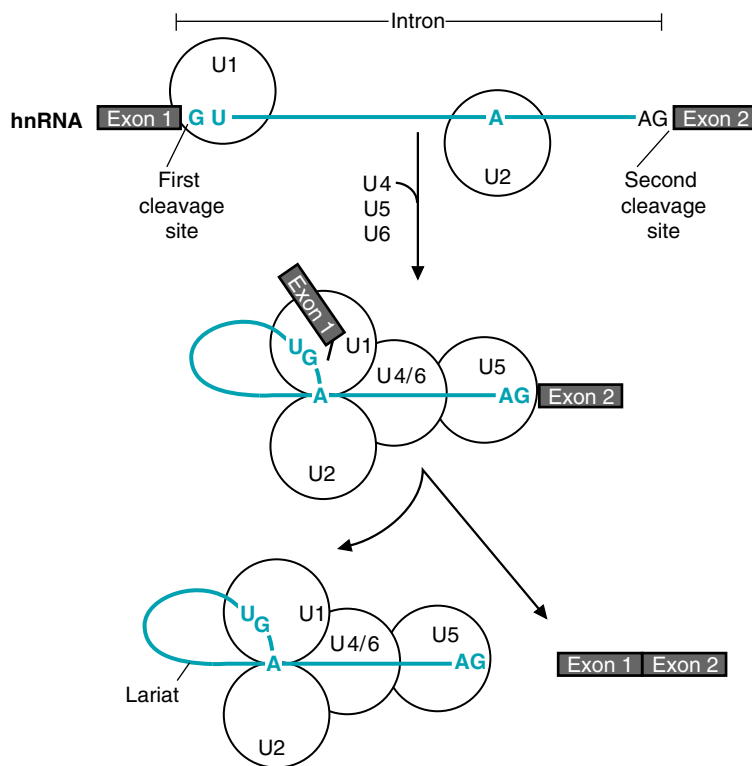 Intron
U1
hnRNA Exon 1 G U A AG Exon 2
First
cleavage
site
U2
Second
cleavage
site
U4
U5
U6
Exon 1
U G U1
U4/6
U5
A AG Exon 2
U2
U G U1
U4/6
U5
A AG
Exon 1 Exon 2
Lariat
U2